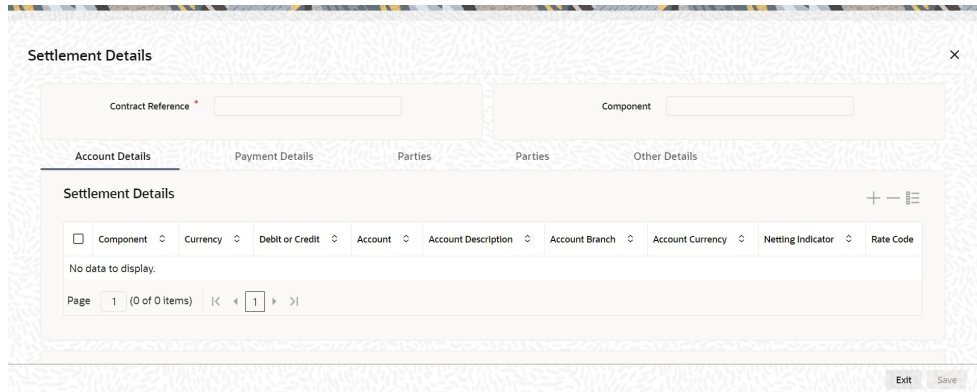 Settlement Details
Contract Reference *
Component
Account Details Payment Details Parties Parties Other Details
Settlement Details
Component Currency Debit or Credit Account Account Description Account Branch Account Currency Netting Indicator Rate Code
No data to display.
Page 1 (0 of 0 items) 1
Exit Save